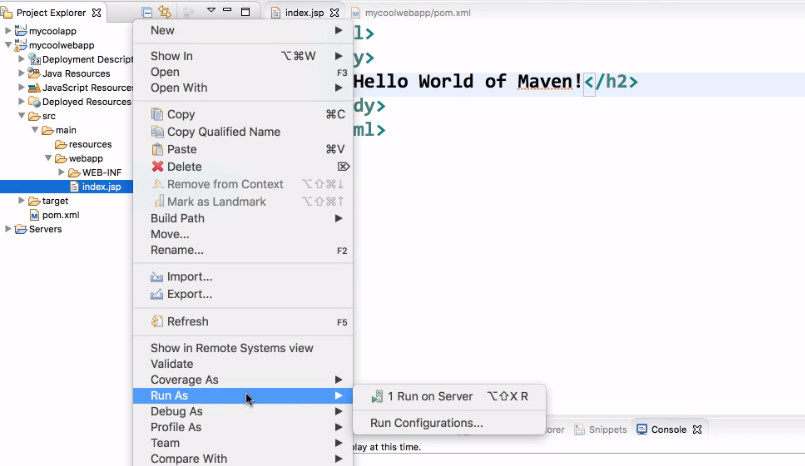 Project Explorer
mycoolapp
mycoolwebapp
Deployment Descript
Java Resources
JavaScript Resources
Deployed Resources
src
main
resources
webapp
WEB-INF
index.jsp
target
pom.xml
Servers
New
Show In ⌥⌘W
Open F3
Open With
Copy ⌘C
Copy Qualified Name
Paste ⌘V
Delete ⌦
Remove from Context ⌥⇧⌘↓
Mark as Landmark ⌥⇧⌘↑
Build Path
Move...
Rename... F2
Import...
Export...
Refresh F5
Show in Remote Systems view
Validate
Coverage As
Run As
Debug As
Profile As
Team
Compare With
1 Run on Server ⌥⇧X R
Run Configurations...
index.jsp
mycoolwebapp/pom.xml
l>
y>
Hello World of Maven!</h2>
dy>
ml>
orer
Snippets
Console
play at this time.